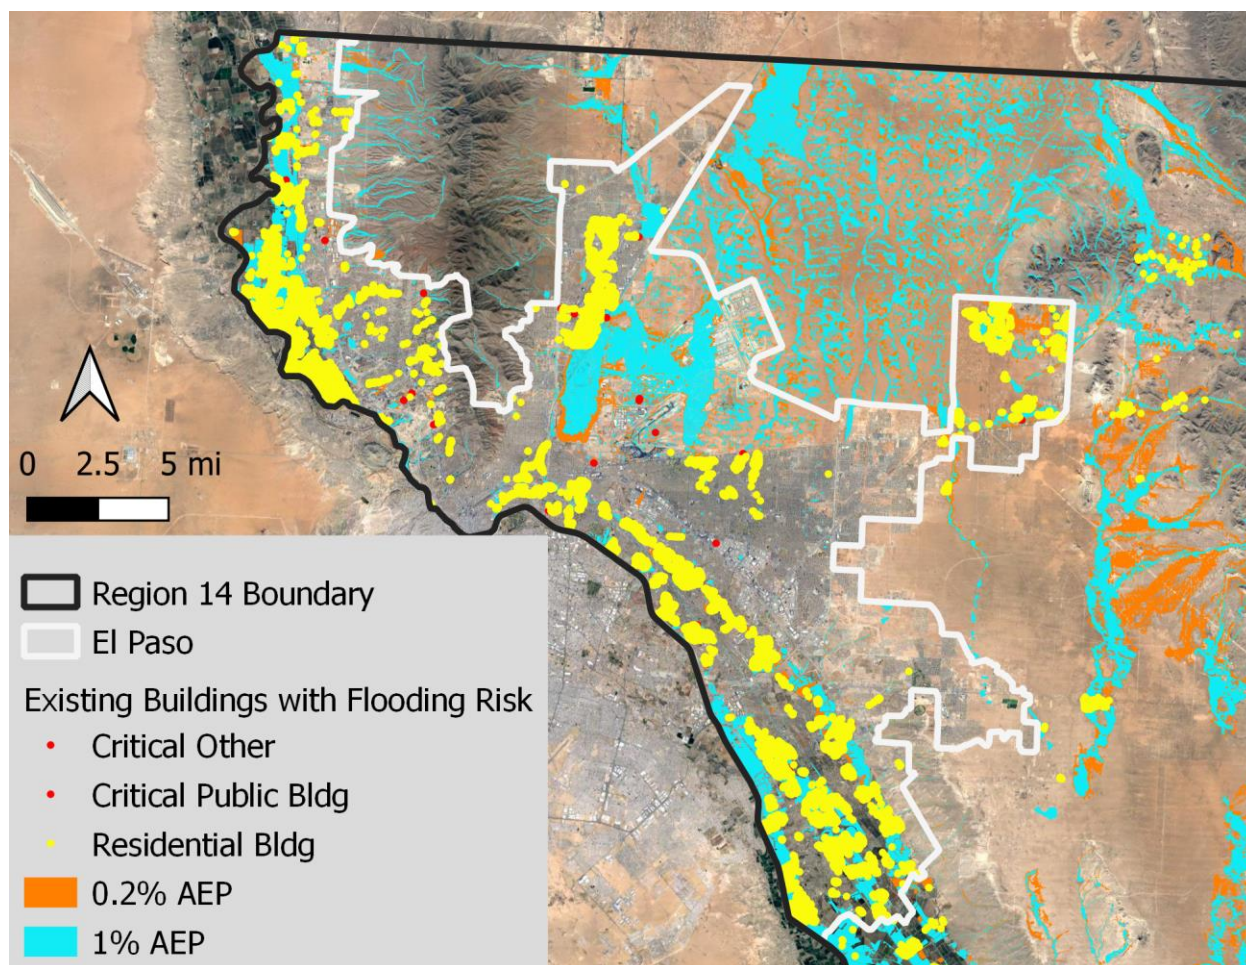 0 2.5 5 mi
Region 14 Boundary
El Paso
Existing Buildings with Flooding Risk
Critical Other
Critical Public Bldg
Residential Bldg
0.2% AEP
1% AEP